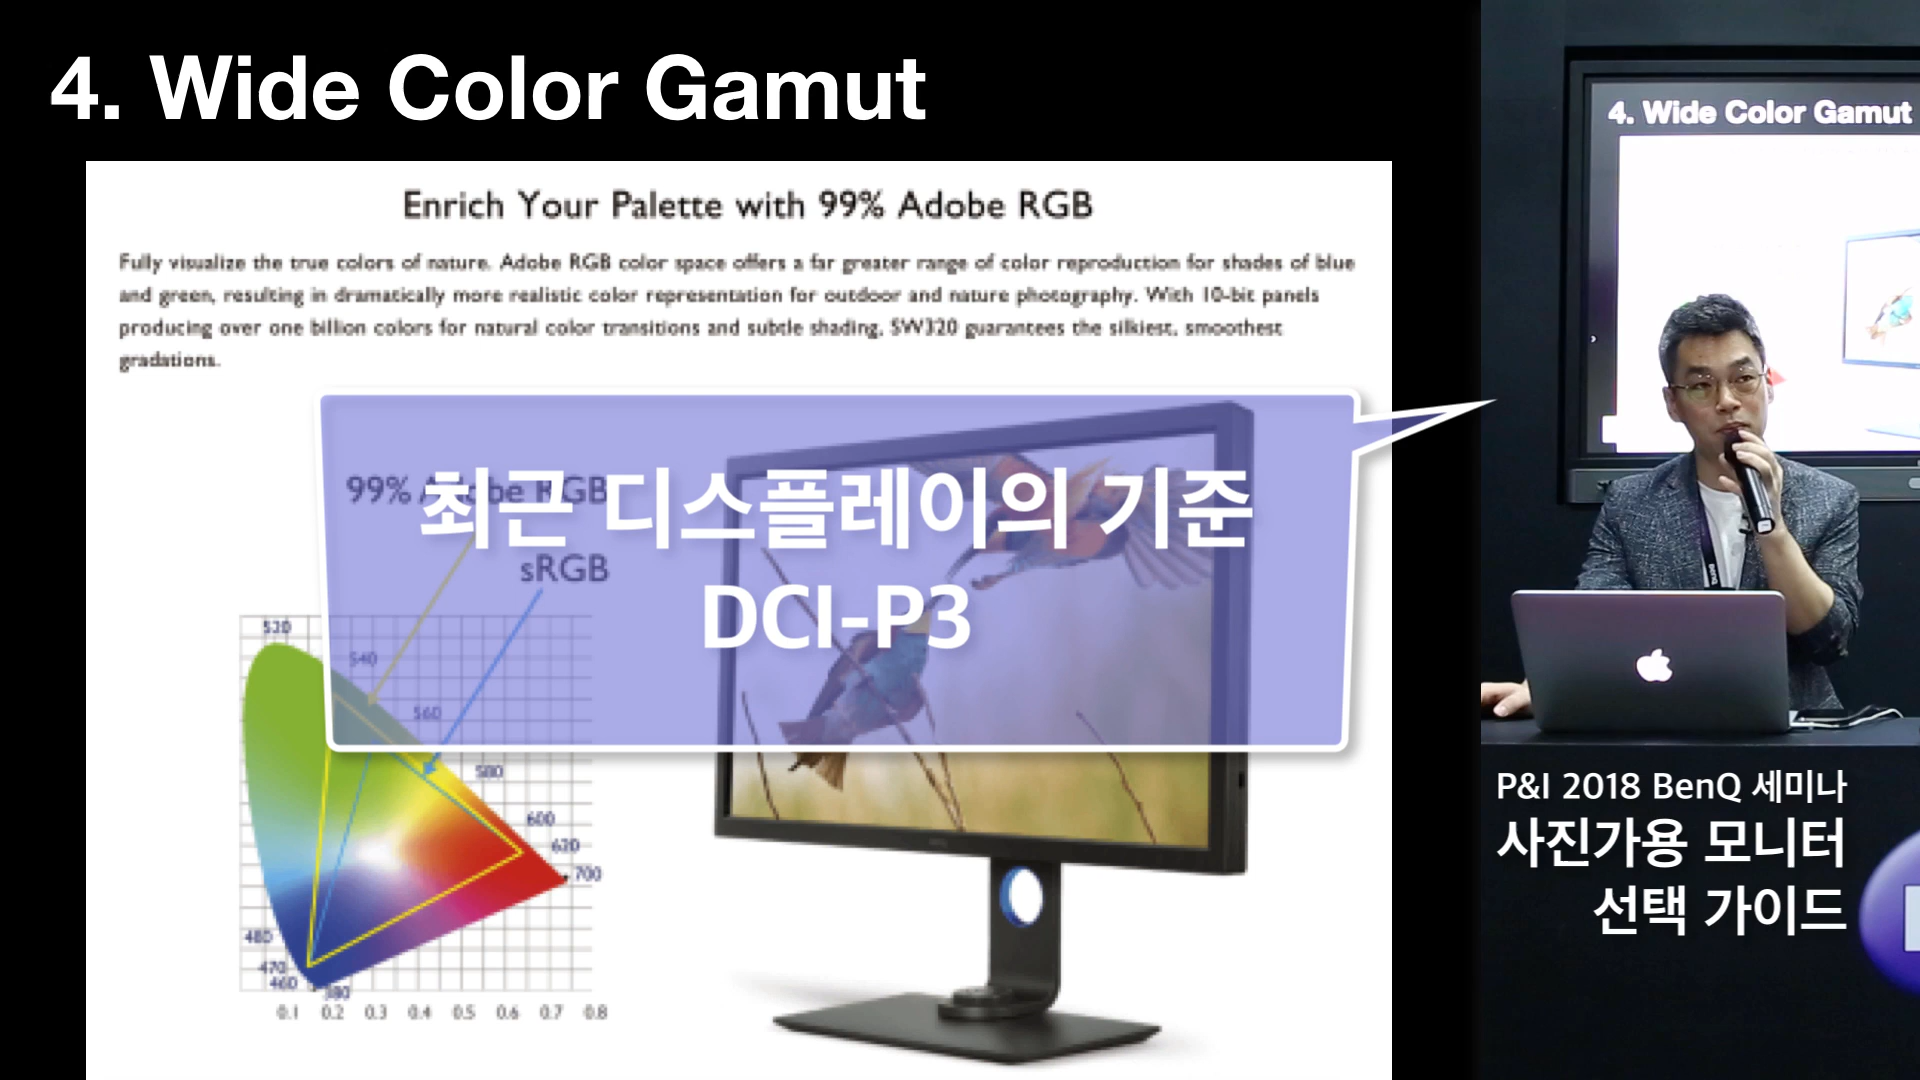 4. Wide Color Gamut
Enrich Your Palette with 99% Adobe RGB
Fully visualize the true colors of nature. Adobe RGB color space offers a far greater range of color reproduction for shades of blue
and green, resulting in dramatically more realistic color representation for outdoor and nature photography. With 10-bit panels
producing over one billion colors for natural color transitions and subtle shading, SW320 guarantees the silkiest, smoothest
gradations.
99% Adobe RGB
sRGB
최근 디스플레이의 기준
DCI-P3
520
540
560
580
600
620
700
480
470
460
380
0.1 0.2 0.3 0.4 0.5 0.6 0.7 0.8
4. Wide Color Gamut
BenQ
P&I 2018 BenQ 세미나
사진가용 모니터
선택 가이드